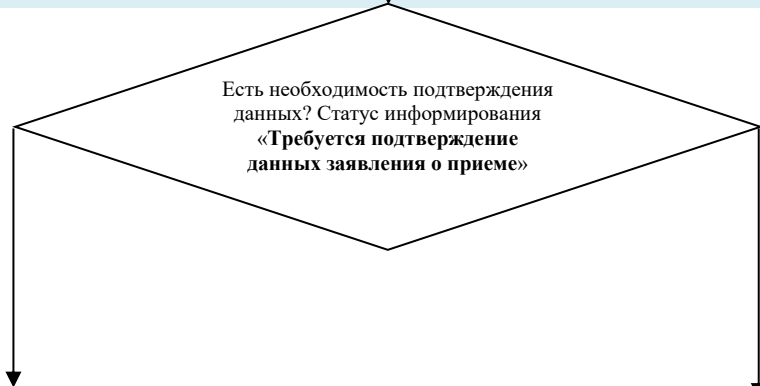 Есть необходимость подтверждения
данных? Статус информирования
«Требуется подтверждение
данных заявления о приеме»